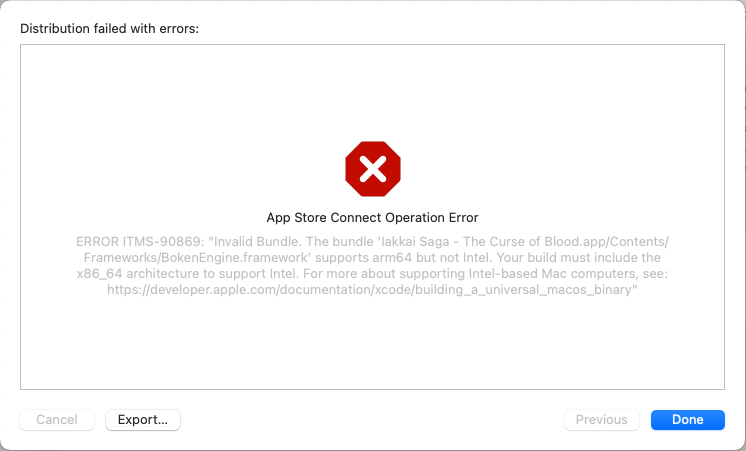 Distribution failed with errors:
App Store Connect Operation Error
ERROR ITMS-90869: "Invalid Bundle. The bundle 'Iakkai Saga - The Curse of Blood.app/Contents/
Frameworks/BokenEngine.framework' supports arm64 but not Intel. Your build must include the
x86_64 architecture to support Intel. For more about supporting Intel-based Mac computers, see:
https://developer.apple.com/documentation/xcode/building_a_universal_macos_binary"
Cancel
Export...
Previous
Done